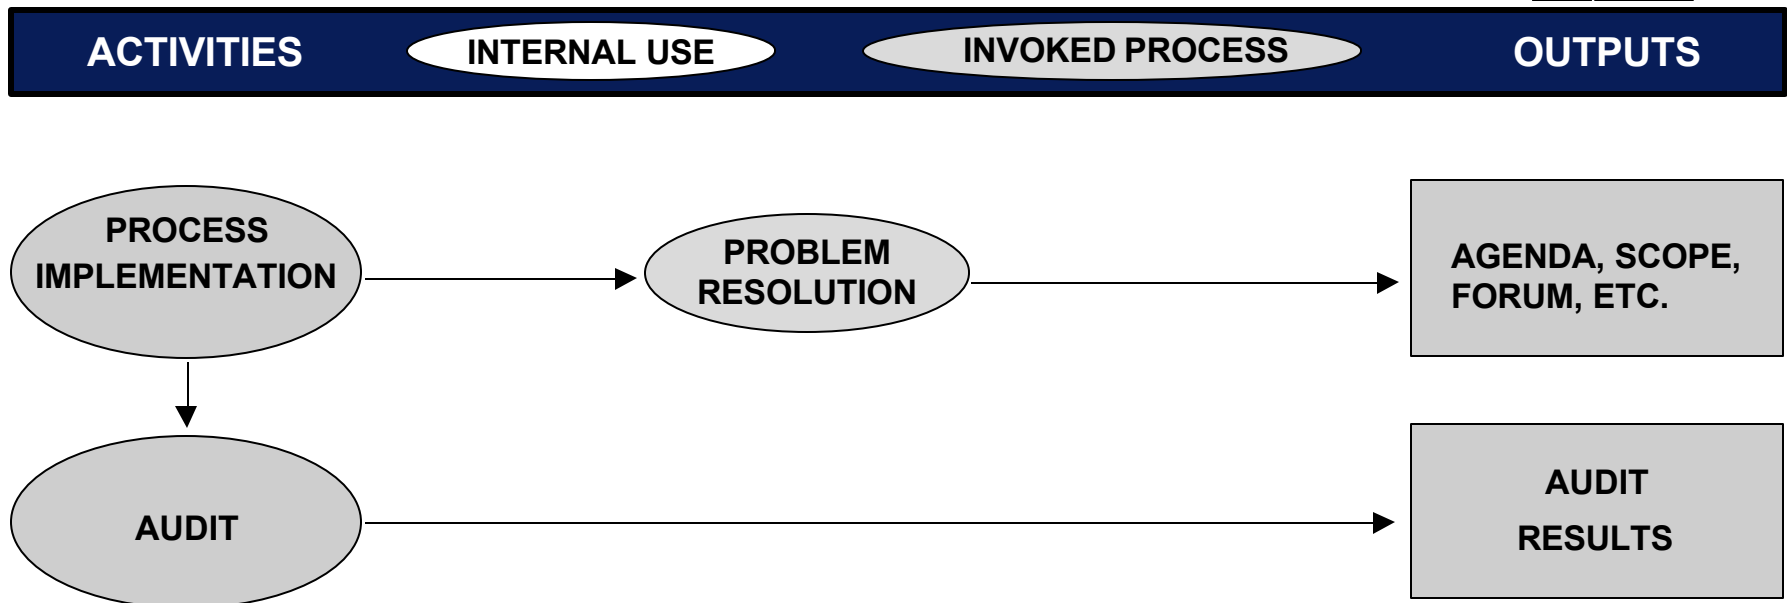 ACTIVITIES INTERNAL USE INVOKED PROCESS OUTPUTS
PROCESS
IMPLEMENTATION
PROBLEM
RESOLUTION
AGENDA, SCOPE,
FORUM, ETC.
AUDIT
AUDIT
RESULTS